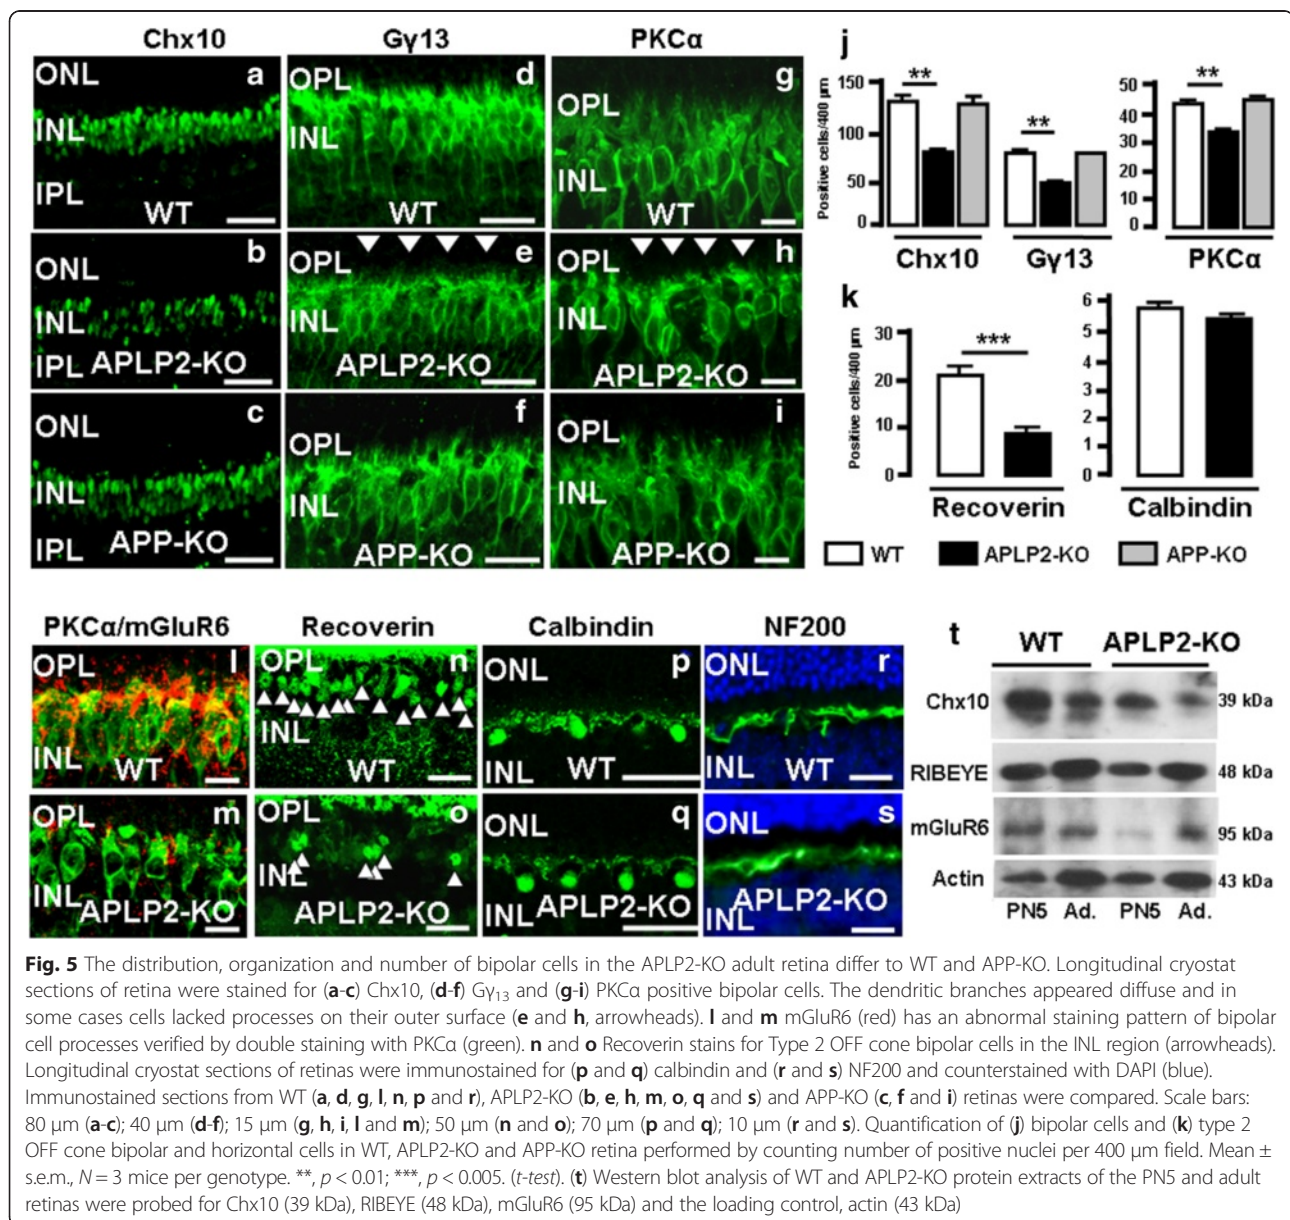 Chx10 Gγ13 PKCα
ONL a
INL
IPL WT
OPL d
INL
WT
OPL g
INL
WT
ONL b
INL
IPL APLP2-KO
OPL e
INL
APLP2-KO
OPL h
INL
APLP2-KO
ONL c
INL
IPL APP-KO
OPL f
INL
APP-KO
OPL i
INL
APP-KO
j
Positive cells/400 µm
150
100
50
0
**
**
Chx10 Gγ13
50
40
30
20
10
0
**
PKCα
k
Positive cells/400 µm
30
20
10
0
***
Recoverin
6
5
4
3
2
1
0
Calbindin
WT APLP2-KO APP-KO
PKCα/mGluR6 Recoverin Calbindin NF200
OPL l
INL WT
OPL n
INL
WT
ONL p
INL WT
ONL r
INL WT
OPL m
INL APLP2-KO
OPL o
INL
APLP2-KO
ONL q
INL APLP2-KO
ONL s
APLP2-KO
INL
t
WT APLP2-KO
Chx10 39 kDa
RIBEYE 48 kDa
mGluR6 95 kDa
Actin 43 kDa
PN5 Ad. PN5 Ad.
Fig. 5 The distribution, organization and number of bipolar cells in the APLP2-KO adult retina differ to WT and APP-KO. Longitudinal cryostat
sections of retina were stained for (a-c) Chx10, (d-f) Gγ13 and (g-i) PKCα positive bipolar cells. The dendritic branches appeared diffuse and in
some cases cells lacked processes on their outer surface (e and h, arrowheads). l and m mGluR6 (red) has an abnormal staining pattern of bipolar
cell processes verified by double staining with PKCα (green). n and o Recoverin stains for Type 2 OFF cone bipolar cells in the INL region (arrowheads).
Longitudinal cryostat sections of retinas were immunostained for (p and q) calbindin and (r and s) NF200 and counterstained with DAPI (blue).
Immunostained sections from WT (a, d, g, l, n, p and r), APLP2-KO (b, e, h, m, o, q and s) and APP-KO (c, f and i) retinas were compared. Scale bars:
80 µm (a-c); 40 µm (d-f); 15 µm (g, h, i, l and m); 50 µm (n and o); 70 µm (p and q); 10 µm (r and s). Quantification of (j) bipolar cells and (k) type 2
OFF cone bipolar and horizontal cells in WT, APLP2-KO and APP-KO retina performed by counting number of positive nuclei per 400 µm field. Mean ±
s.e.m., N = 3 mice per genotype. **, p < 0.01; ***, p < 0.005. (t-test). (t) Western blot analysis of WT and APLP2-KO protein extracts of the PN5 and adult
retinas were probed for Chx10 (39 kDa), RIBEYE (48 kDa), mGluR6 (95 kDa) and the loading control, actin (43 kDa)